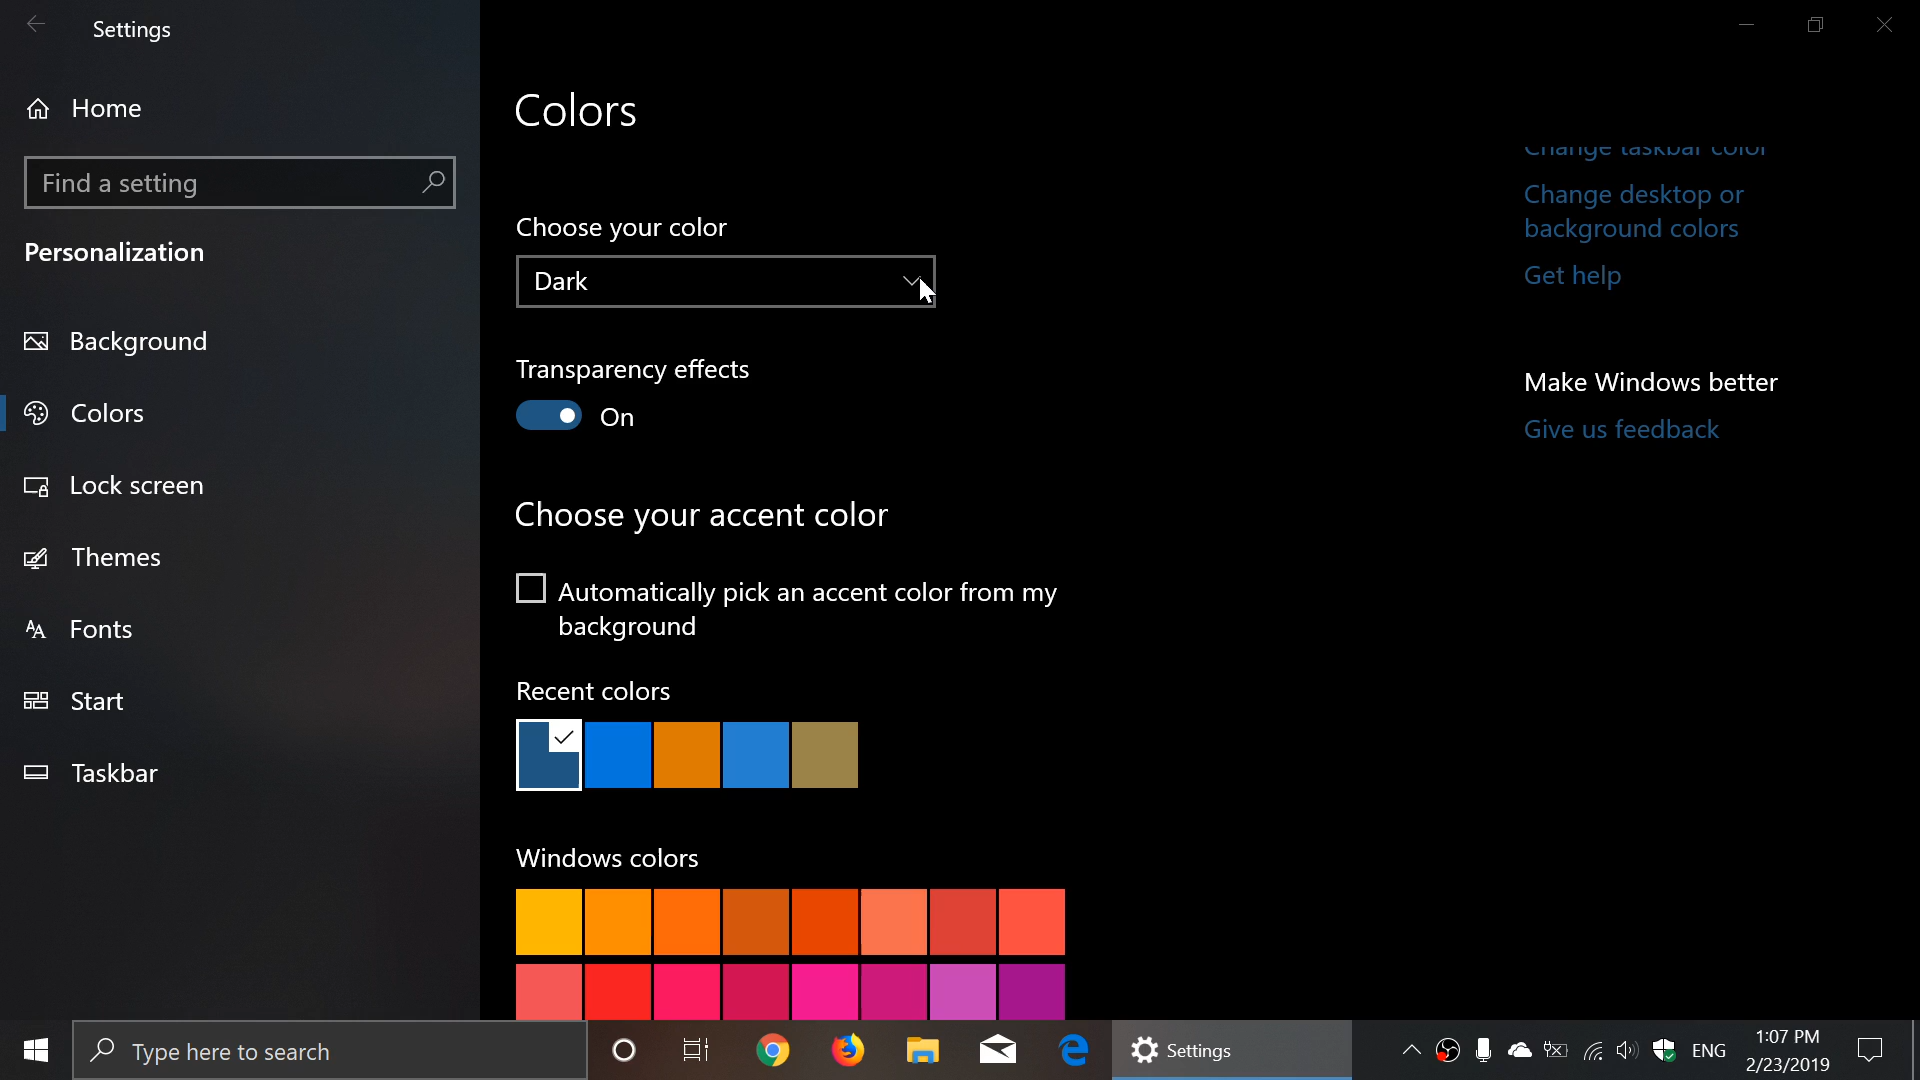 Settings
Home
Find a setting
Personalization
Background
Colors
Lock screen
Themes
Fonts
Start
Taskbar
Colors
Choose your color
Dark
Transparency effects
On
Choose your accent color
Automatically pick an accent color from my
background
Recent colors
Windows colors
Change taskbar color
Change desktop or
background colors
Get help
Make Windows better
Give us feedback
Type here to search
Settings
ENG
1:07 PM
2/23/2019